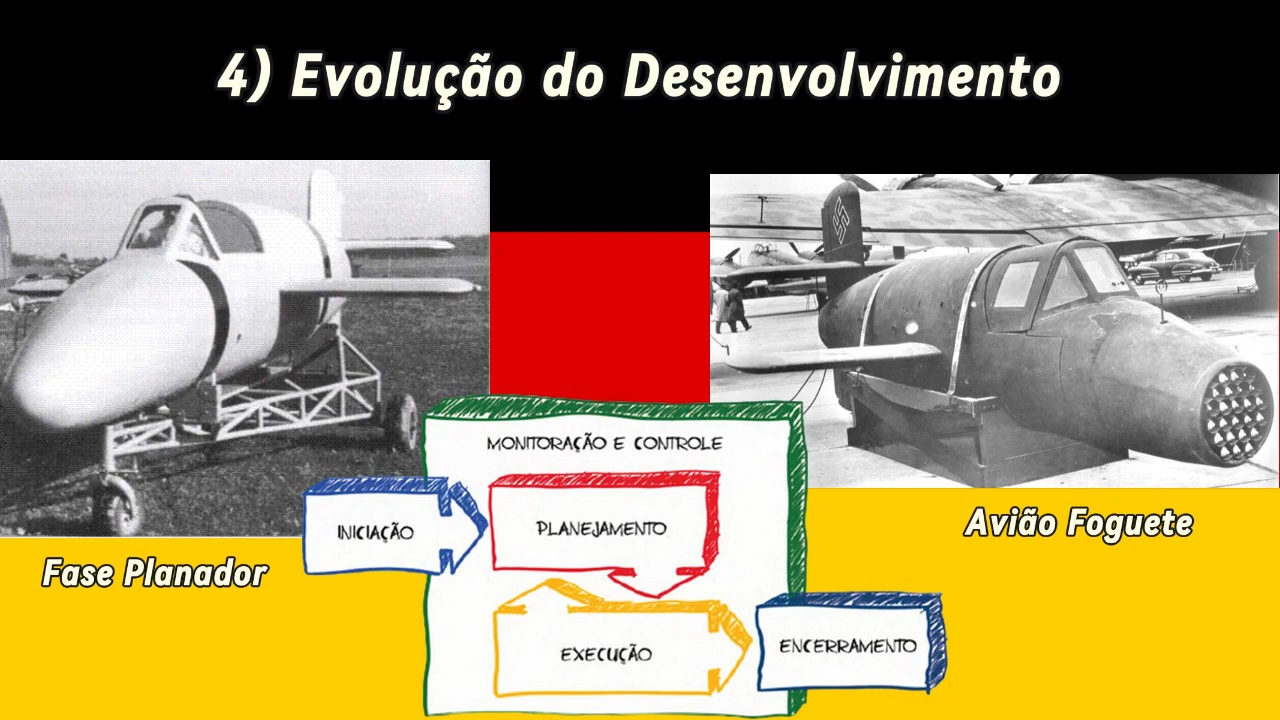 4) Evolução do Desenvolvimento
MONITORAÇÃO E CONTROLE
INICIAÇÃO
PLANEJAMENTO
Avião Foguete
Fase Planador
EXECUÇÃO
ENCERRAMENTO